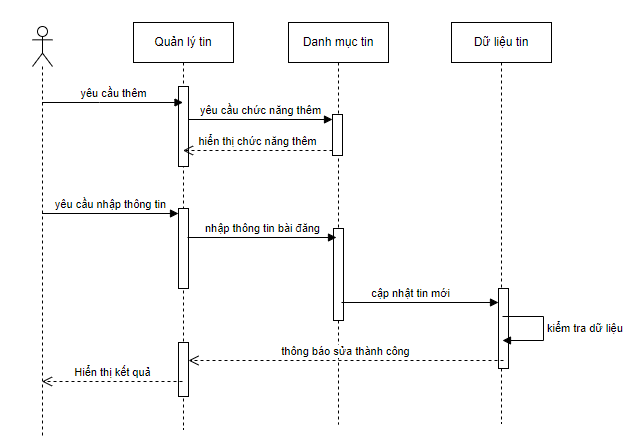 Quản lý tin
Danh mục tin
Dữ liệu tin
yêu cầu thêm
yêu cầu chức năng thêm
hiển thị chức năng thêm
yêu cầu nhập thông tin
nhập thông tin bài đăng
cập nhật tin mới
kiểm tra dữ liệu
thông báo sửa thành công
Hiển thị kết quả